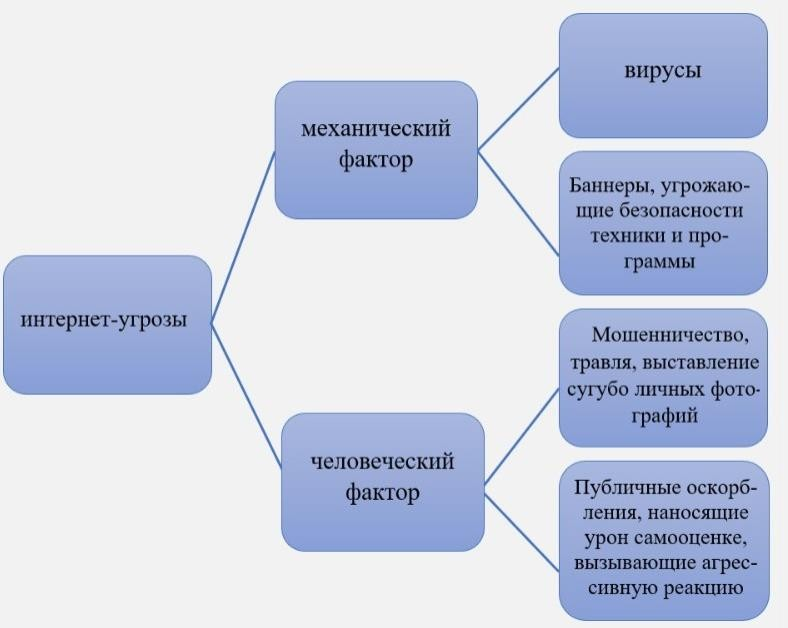 интернет-угрозы
механический
фактор
вирусы
Баннеры, угрожаю-
щие безопасности
техники и про-
граммы
человеческий
фактор
Мошенничество,
травля, выставление
сугубо личных фото-
графий
Публичные оскорб-
ления, наносящие
урон самооценке,
вызывающие агрес-
сивную реакцию